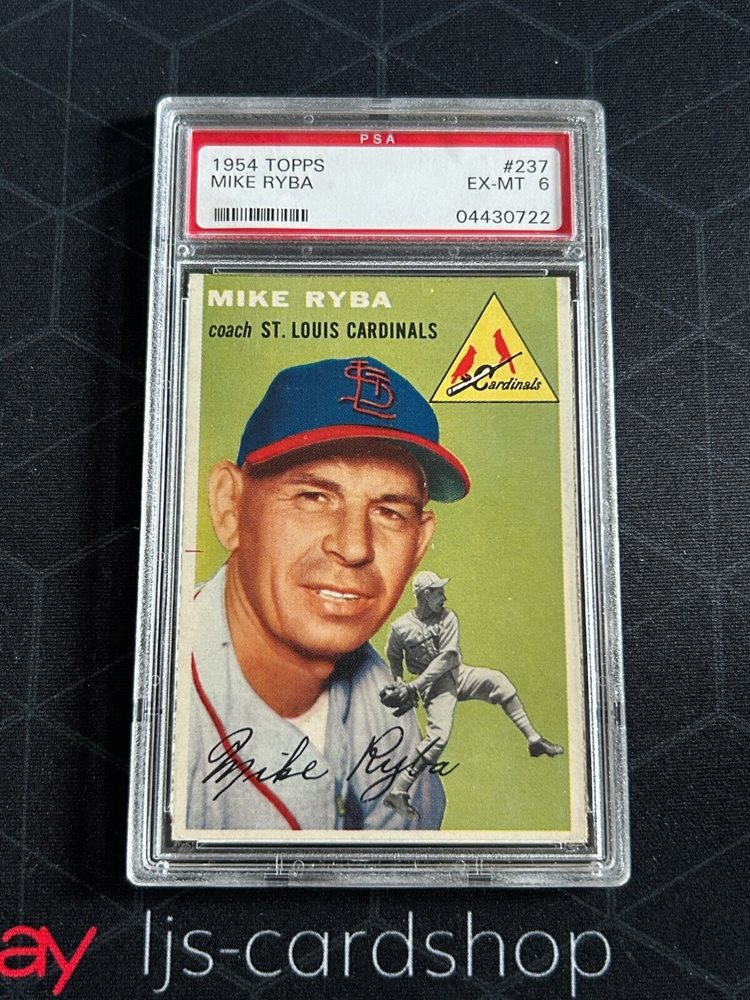 PSA
1954 TOPPS #237
MIKE RYBA EX-MT 6
04430722
MIKE RYBA
coach ST. LOUIS CARDINALS
Cardinals
STL
Mike Ryba
ay ljs-cardshop